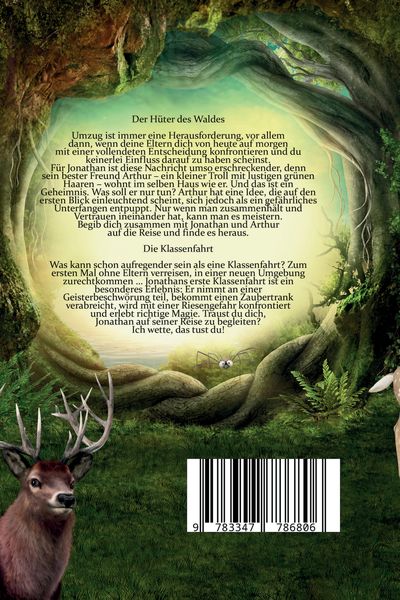 Der Hüter des Waldes
Umzug ist immer eine Herausforderung, vor allem
dann, wenn deine Eltern dich von heute auf morgen
mit einer vollendeten Entscheidung konfrontieren und du
keinerlei Einfluss darauf zu haben scheinst.
Für Jonathan ist diese Nachricht umso erschreckender, denn
sein bester Freund Arthur – ein kleiner Troll mit lustigen grünen
Haaren – wohnt im selben Haus wie er. Und das ist ein
Geheimnis. Was soll er nur tun? Arthur hat eine Idee, die auf den
ersten Blick einleuchtend scheint, sich jedoch als ein gefährliches
Unterfangen entpuppt. Nur wenn man zusammenhält und
Vertrauen ineinander hat, kann man es meistern.
Begib dich zusammen mit Jonathan und Arthur
auf die Reise und finde es heraus.
Die Klassenfahrt
Was kann schon aufregender sein als eine Klassenfahrt? Zum
ersten Mal ohne Eltern verreisen, in einer neuen Umgebung
zurechtkommen ... Jonathans erste Klassenfahrt ist ein
besonderes Erlebnis: Er nimmt an einer
Geisterbeschwörung teil, bekommt einen Zaubertrank
verabreicht, wird mit einer Riesengefahr konfrontiert
und erlebt richtige Magie. Traust du dich,
Jonathan auf seiner Reise zu begleiten?
Ich wette, das tust du!
9 783347 786806